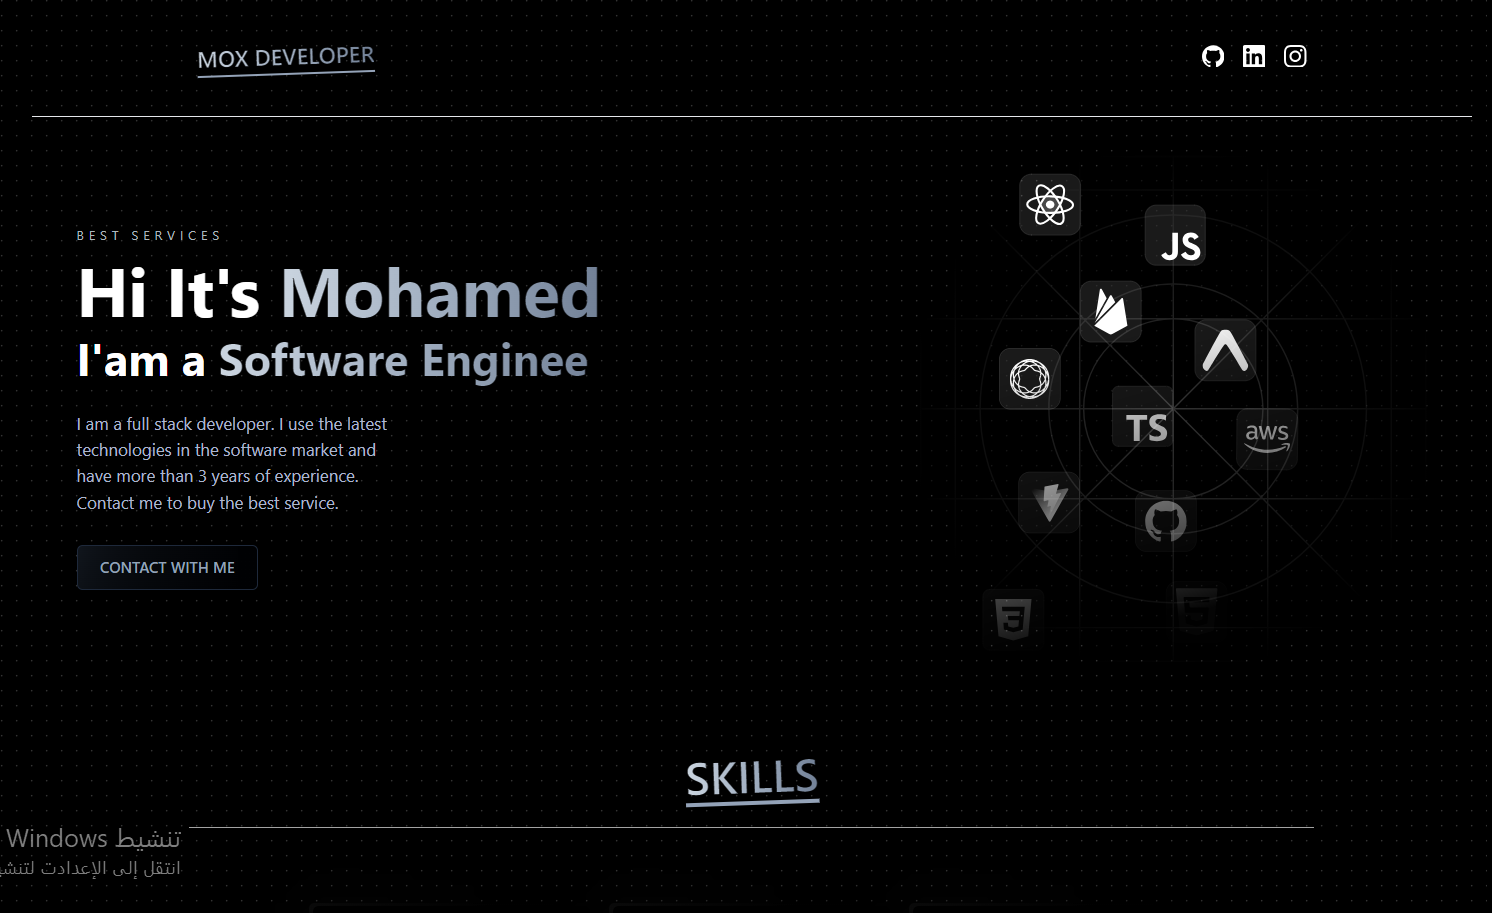 MOX DEVELOPER
BEST SERVICES
Hi It's Mohamed
I'am a Software Enginee
I am a full stack developer. I use the latest
technologies in the software market and
have more than 3 years of experience.
Contact me to buy the best service.
CONTACT WITH ME
JS
TS
aws
SKILLS
تنشيط Windows
انتقل إلى الإعدادت